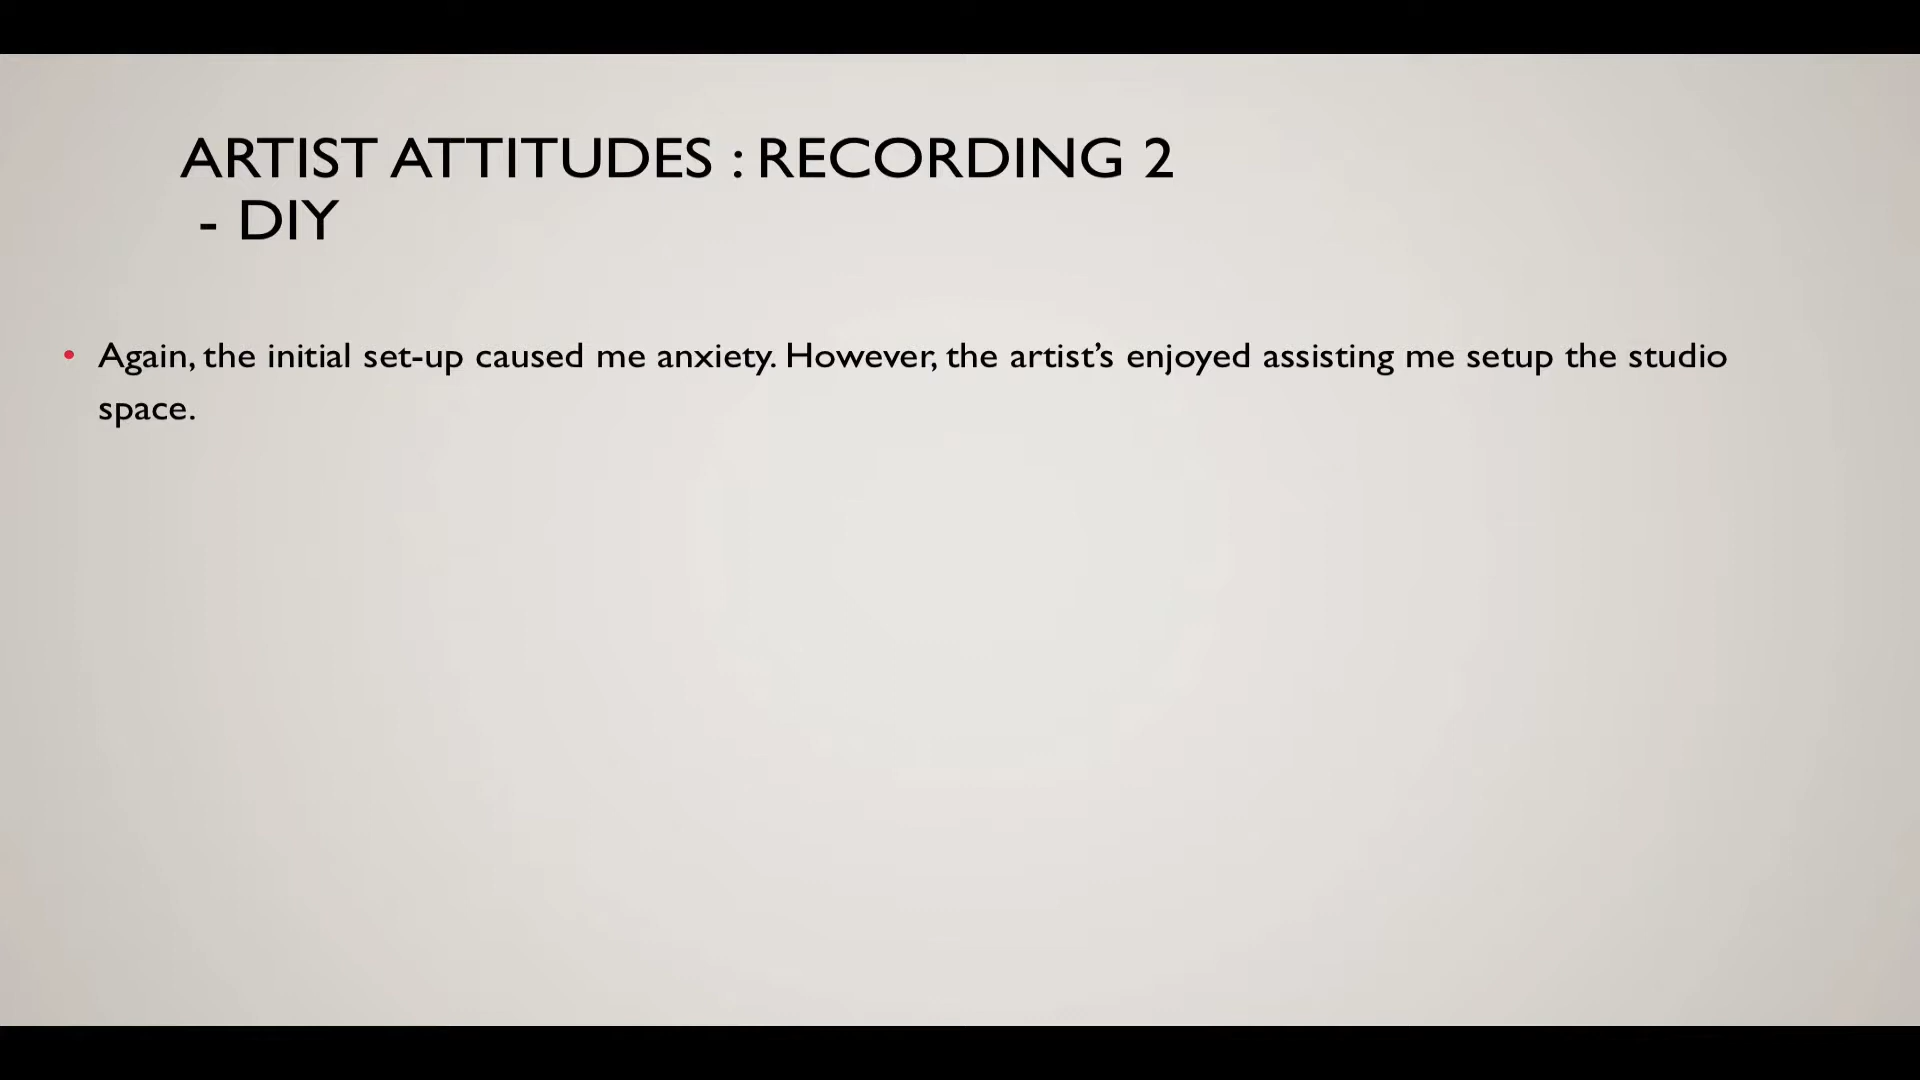 ARTIST ATTITUDES : RECORDING 2
- DIY
• Again, the initial set-up caused me anxiety. However, the artist’s enjoyed assisting me setup the studio
space.